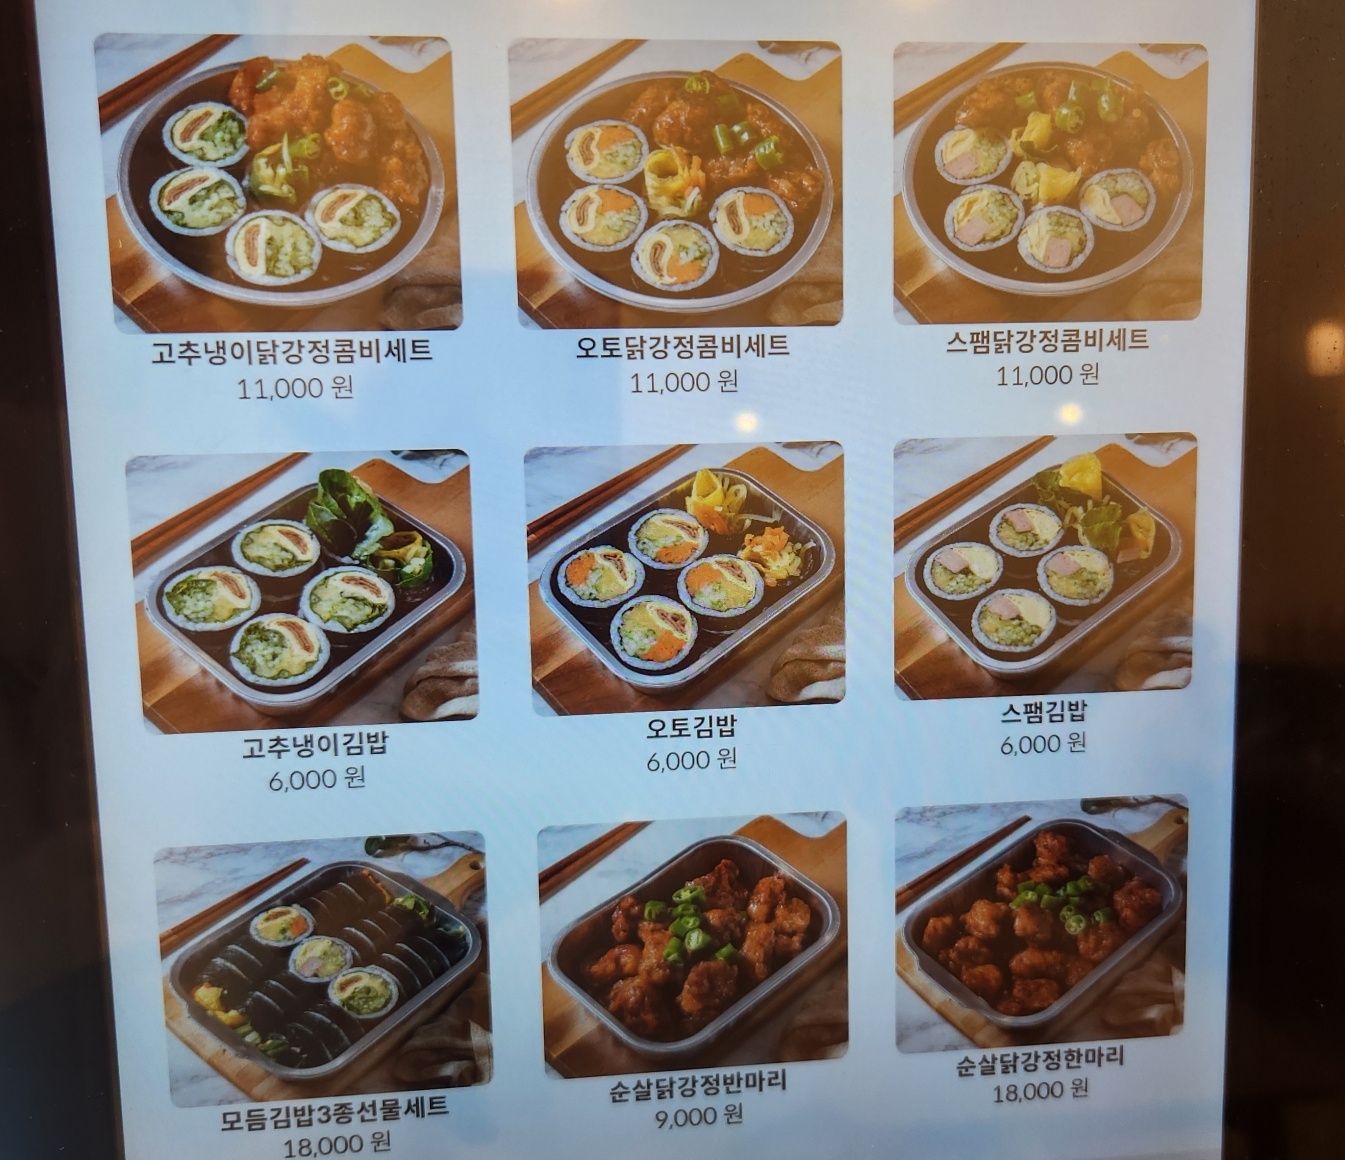 고추냉이닭강정콤비세트
11,000 원
오토닭강정콤비세트
11,000 원
스팸닭강정콤비세트
11,000 원
고추냉이김밥
6,000 원
오토김밥
6,000 원
스팸김밥
6,000 원
모듬김밥3종선물세트
18,000 원
순살닭강정반마리
9,000 원
순살닭강정한마리
18,000 원